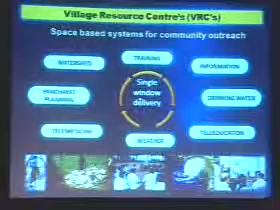 Village Resource Centre's (VRC's)
Space based systems for community outreach
TRAINING
WATERSHED
INFORMATION
Single
window
delivery
PANCHAYAT
PLANNING
DRINKING WATER
TELEMEDICINE
TELEEDUCATION
WEATHER